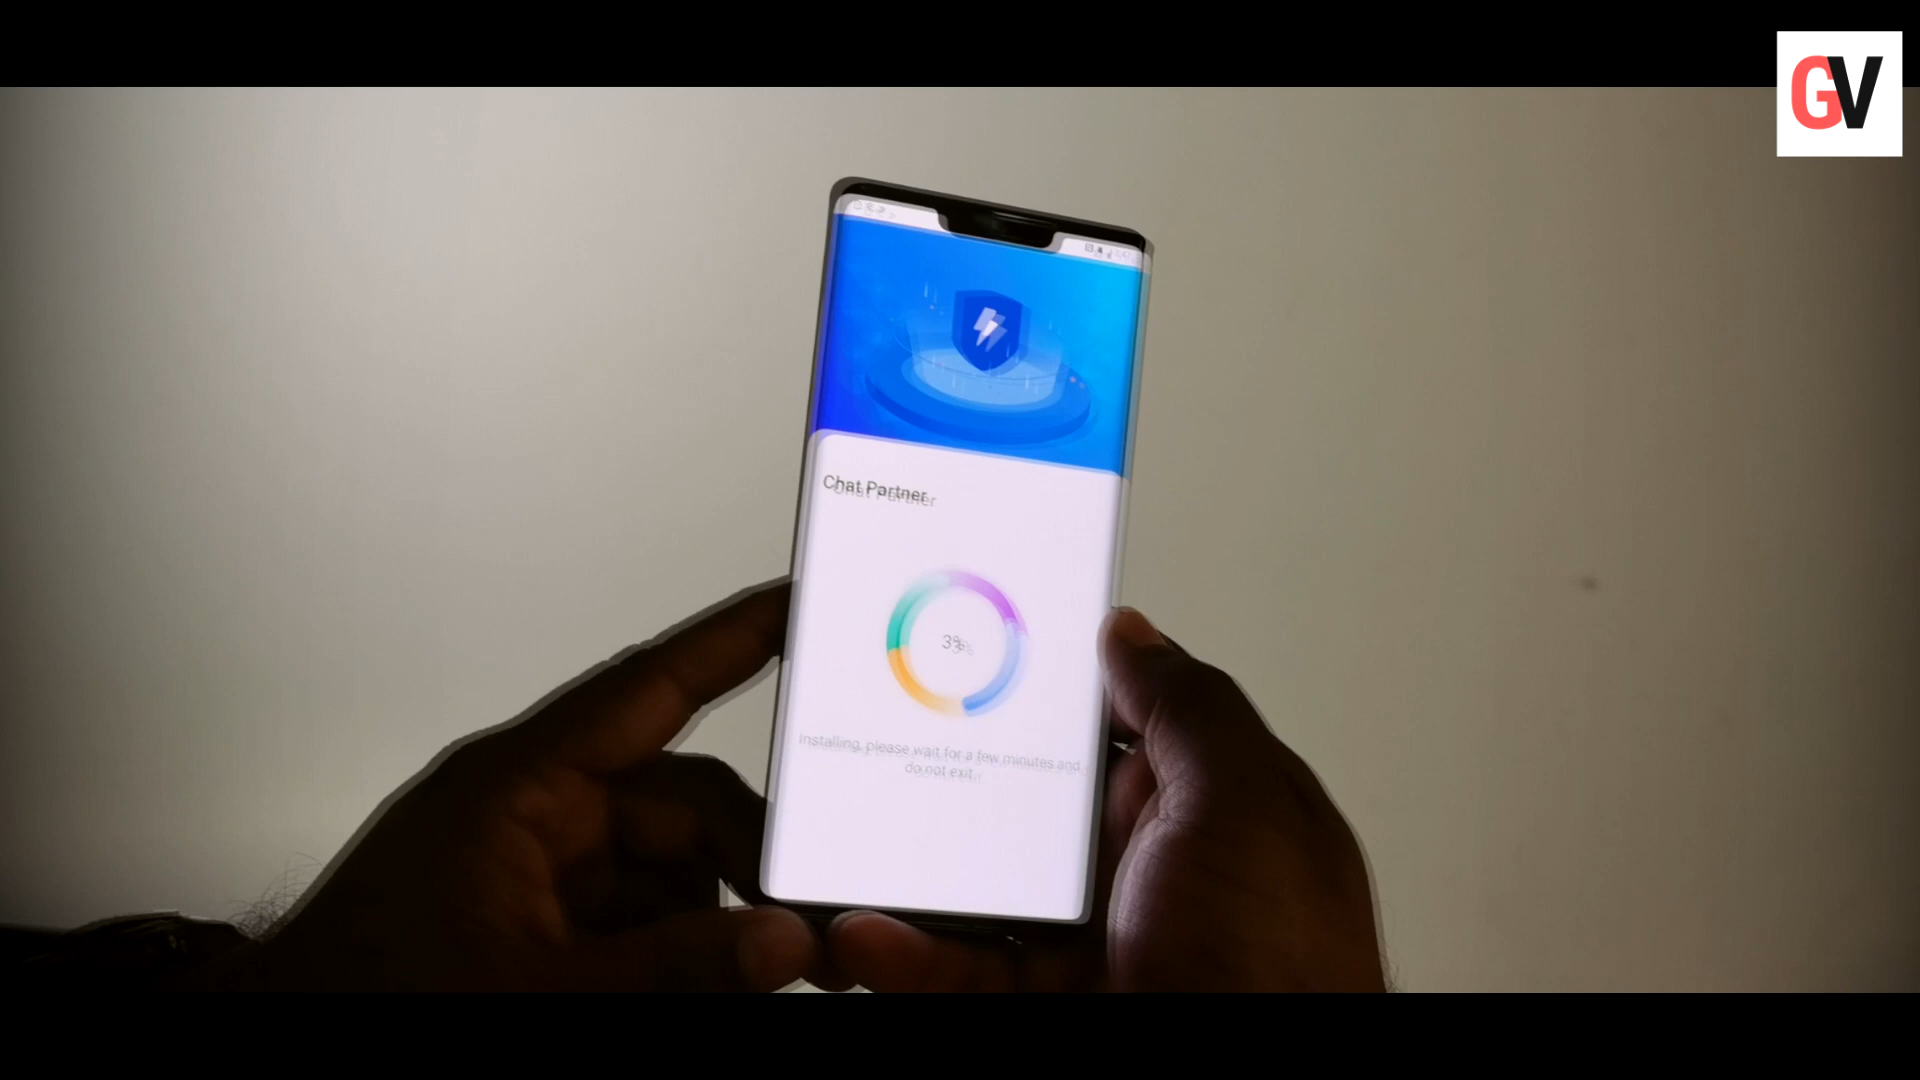 GV
Chat Partner
Installing, please wait for a few minutes and
do not exit.